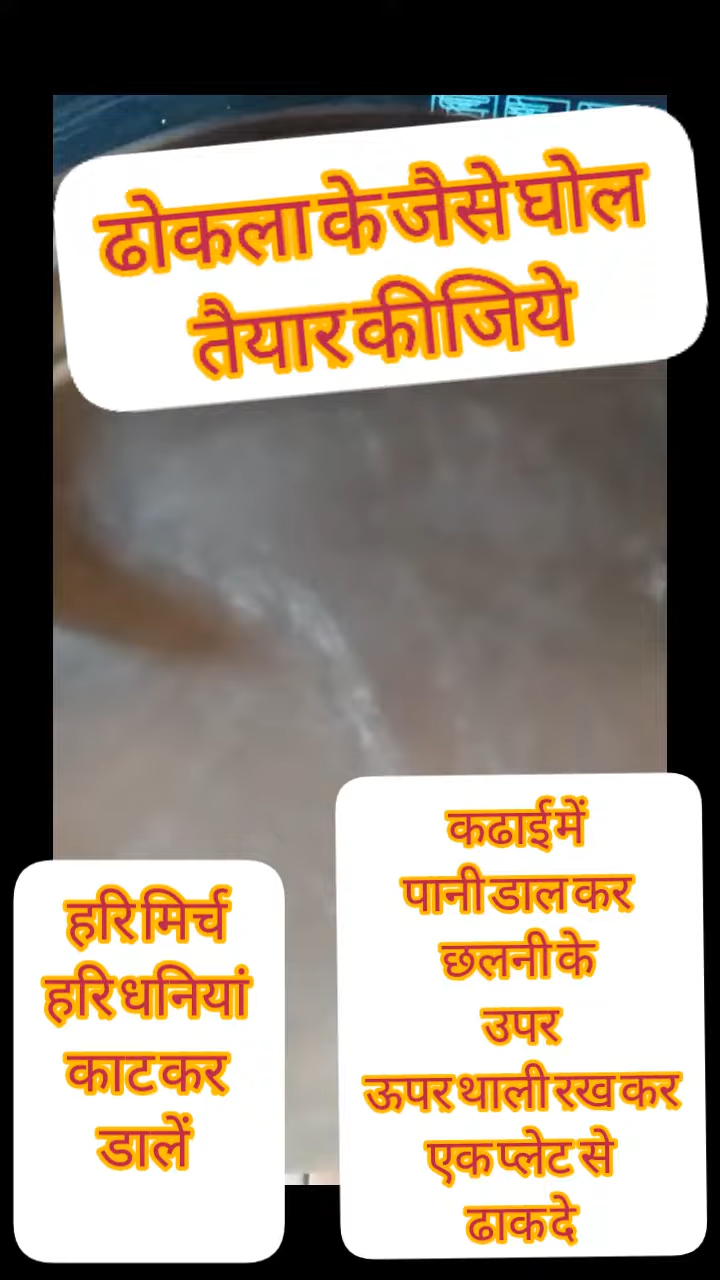 ढोकला के जैसे घोल
तैयार कीजिये
हरि मिर्च
हरि धनियां
काट कर
डालें
कढाई में
पानी डाल कर
छलनी के
उपर
ऊपर थाली रख कर
एक प्लेट से
ढाक दे